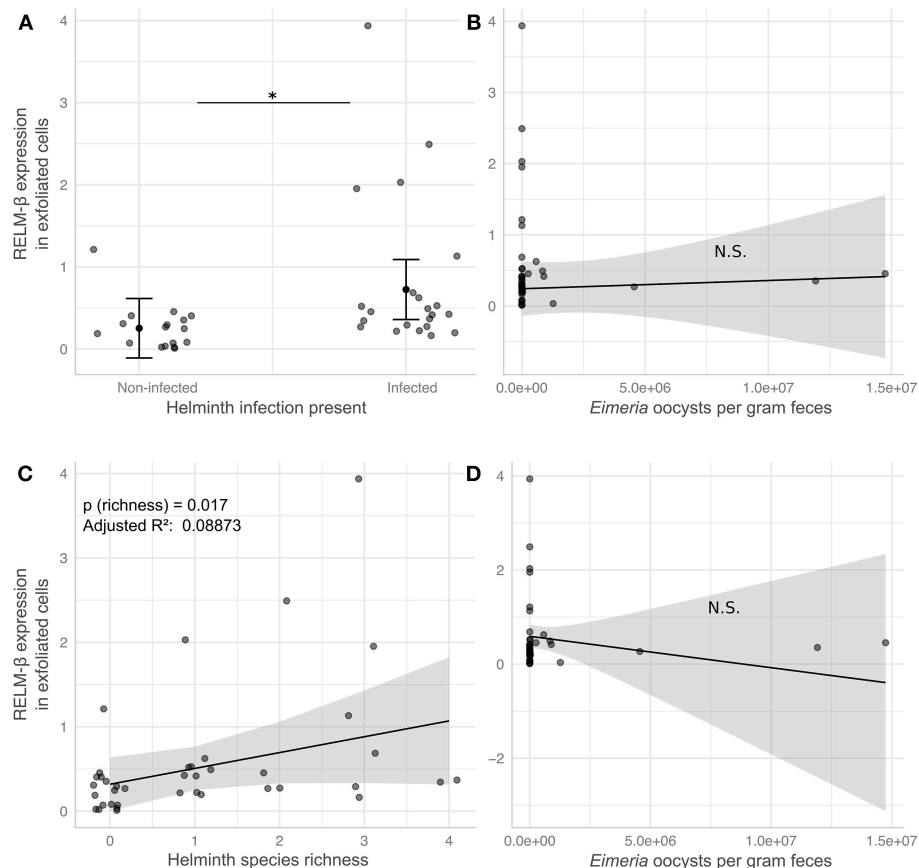 A
4
3
2
1
0
RELM-β expression
in exfoliated cells
*
Non-infected
Infected
Helminth infection present
B
4
3
2
1
0
N.S.
0.0e+00
5.0e+06
1.0e+07
1.5e+07
Eimeria oocysts per gram feces
C
4
3
2
1
0
RELM-β expression
in exfoliated cells
p (richness) = 0.017
Adjusted R²: 0.08873
0
1
2
3
4
Helminth species richness
D
4
2
0
−2
N.S.
0.0e+00
5.0e+06
1.0e+07
1.5e+07
Eimeria oocysts per gram feces